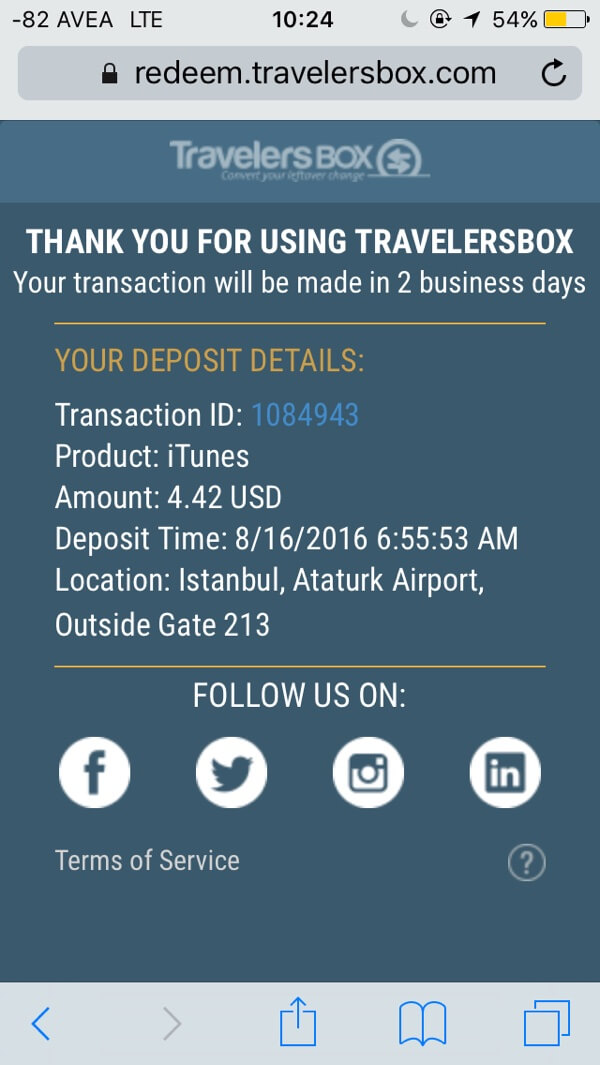 -82 AVEA LTE 10:24 54%
redeem.travelersbox.com
Travelers BOX
Convert your leftover change
THANK YOU FOR USING TRAVELERSBOX
Your transaction will be made in 2 business days
YOUR DEPOSIT DETAILS:
Transaction ID: 1084943
Product: iTunes
Amount: 4.42 USD
Deposit Time: 8/16/2016 6:55:53 AM
Location: Istanbul, Ataturk Airport,
Outside Gate 213
FOLLOW US ON:
f in
Terms of Service ?